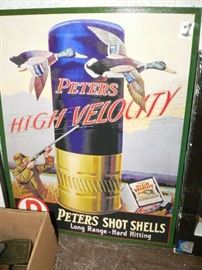 PETERS
HIGH VELOCITY
PETERS SHOT SHELLS
Long Range - Hard Hitting